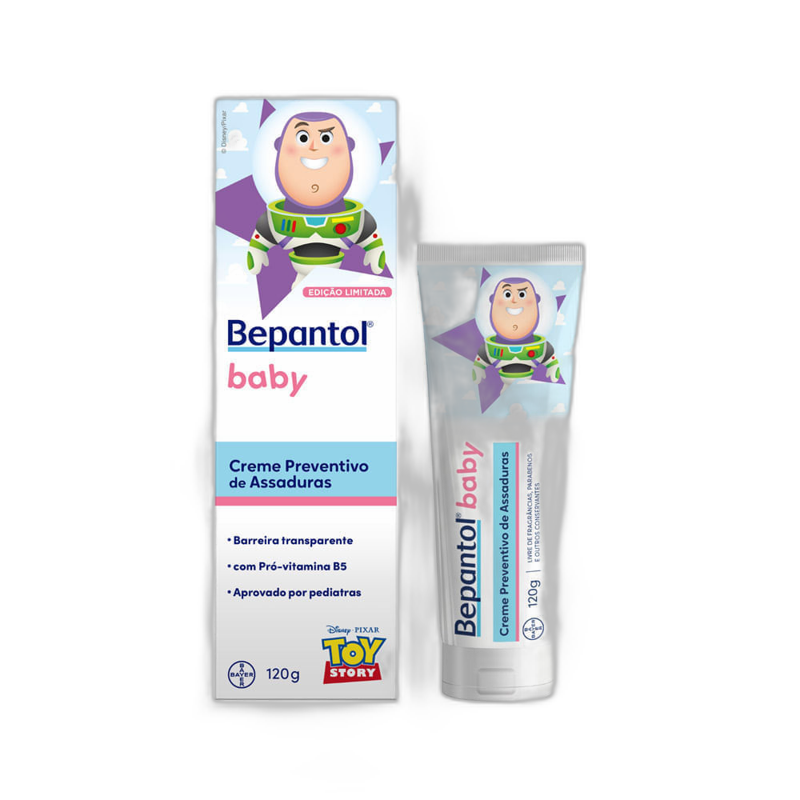 © Disney/Pixar
EDIÇÃO LIMITADA
Bepantol®
baby
Creme Preventivo
de Assaduras
• Barreira transparente
• com Pró-vitamina B5
• Aprovado por pediatras
BAYER
BAYER
120g
Disney · PIXAR
TOY
STORY
Bepantol® baby
Creme Preventivo de Assaduras
LIVRE DE FRAGRÂNCIAS, PARABENOS
E OUTROS CONSERVANTES
120g
BAYER
BAYER